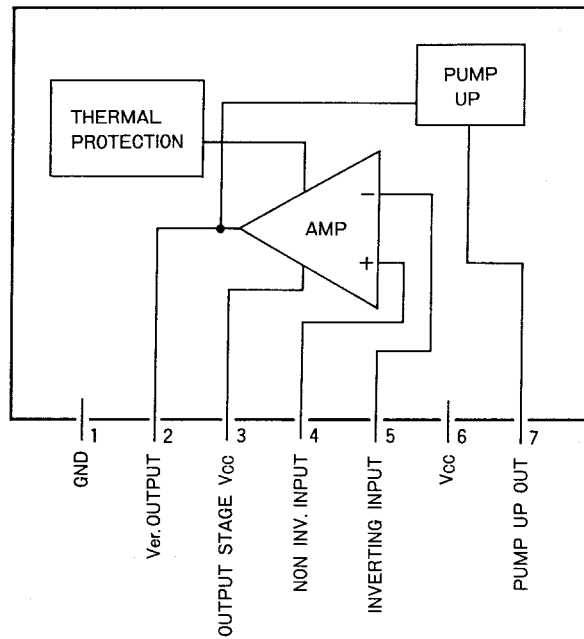 PUMP
UP
THERMAL
PROTECTION
AMP
−
+
1 2 3 4 5 6 7
GND
Ver. OUTPUT
OUTPUT STAGE Vcc
NON INV. INPUT
INVERTING INPUT
Vcc
PUMP UP OUT